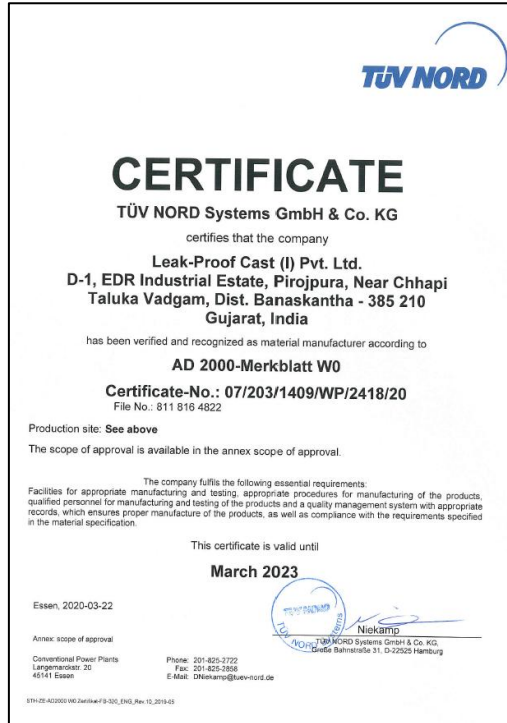 TÜV NORD
CERTIFICATE
TÜV NORD Systems GmbH & Co. KG
certifies that the company
Leak-Proof Cast (I) Pvt. Ltd.
D-1, EDR Industrial Estate, Pirojpura, Near Chhapi
Taluka Vadgam, Dist. Banaskantha - 385 210
Gujarat, India
has been verified and recognized as material manufacturer according to
AD 2000-Merkblatt W0
Certificate-No.: 07/203/1409/WP/2418/20
File No.: 811 816 4822
Production site: See above
The scope of approval is available in the annex scope of approval.
The company fulfils the following essential requirements:
Facilities for appropriate manufacturing and testing, appropriate procedures for manufacturing of the products,
qualified personnel for manufacturing and testing of the products and a quality management system with appropriate
records, which ensures proper manufacture of the products, as well as compliance with the requirements specified
in the material specification.
This certificate is valid until
March 2023
Essen, 2020-03-22
Niekamp
Annex: scope of approval
TÜV NORD Systems GmbH & Co. KG,
Große Bahnstraße 31, D-22525 Hamburg
Conventional Power Plants
Langemarckstr. 20
45141 Essen
Phone: 201-825-2722
Fax: 201-825-2858
E-Mail: DNiekamp@tuev-nord.de